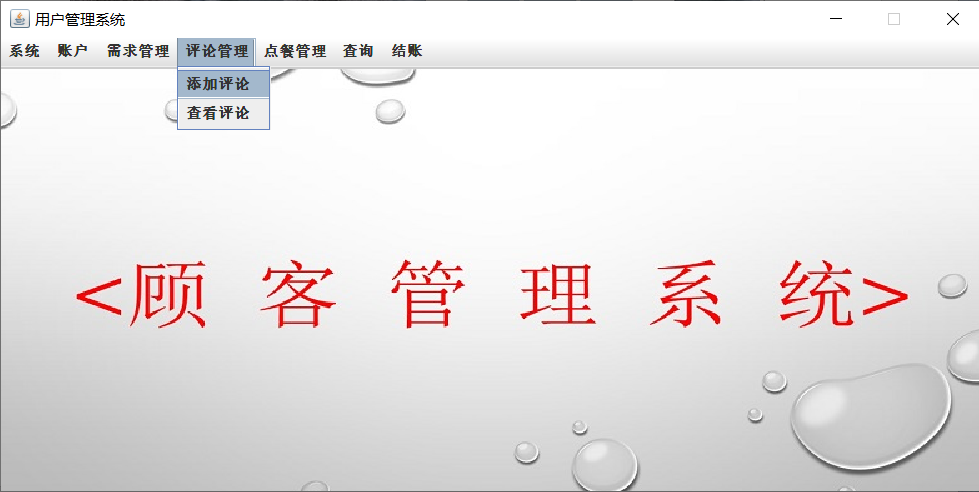 用户管理系统
系统 账户 需求管理 评论管理 点餐管理 查询 结账
添加评论
查看评论
<顾 客 管 理 系 统>